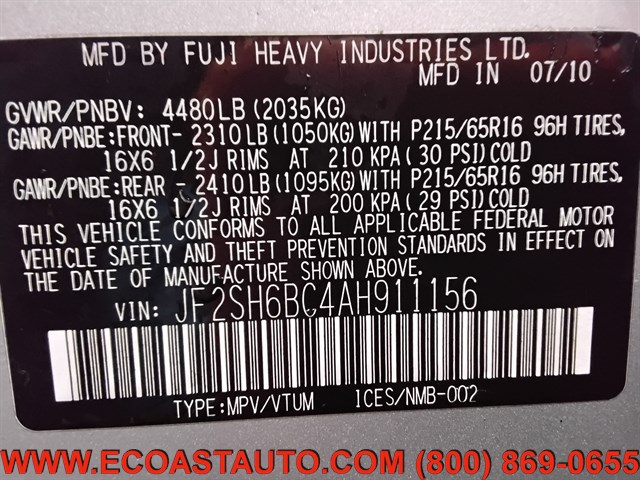 MFD BY FUJI HEAVY INDUSTRIES LTD.
MFD IN 07/10
GVWR/PNBV: 4480LB (2035KG)
GAWR/PNBE:FRONT- 2310LB (1050KG) WITH P215/65R16 96H TIRES,
16X6 1/2J RIMS AT 210 KPA (30 PSI) COLD
GAWR/PNBE:REAR - 2410LB (1095KG) WITH P215/65R16 96H TIRES,
16X6 1/2J RIMS AT 200 KPA (29 PSI) COLD
THIS VEHICLE CONFORMS TO ALL APPLICABLE FEDERAL MOTOR
VEHICLE SAFETY AND THEFT PREVENTION STANDARDS IN EFFECT ON
THE DATE OF MANUFACTURE SHOWN ABOVE.
VIN: JF2SH6BC4AH911156
TYPE:MPV/VTUM ICES/NMB-002
WWW.ECOASTAUTO.COM (800) 869-0655